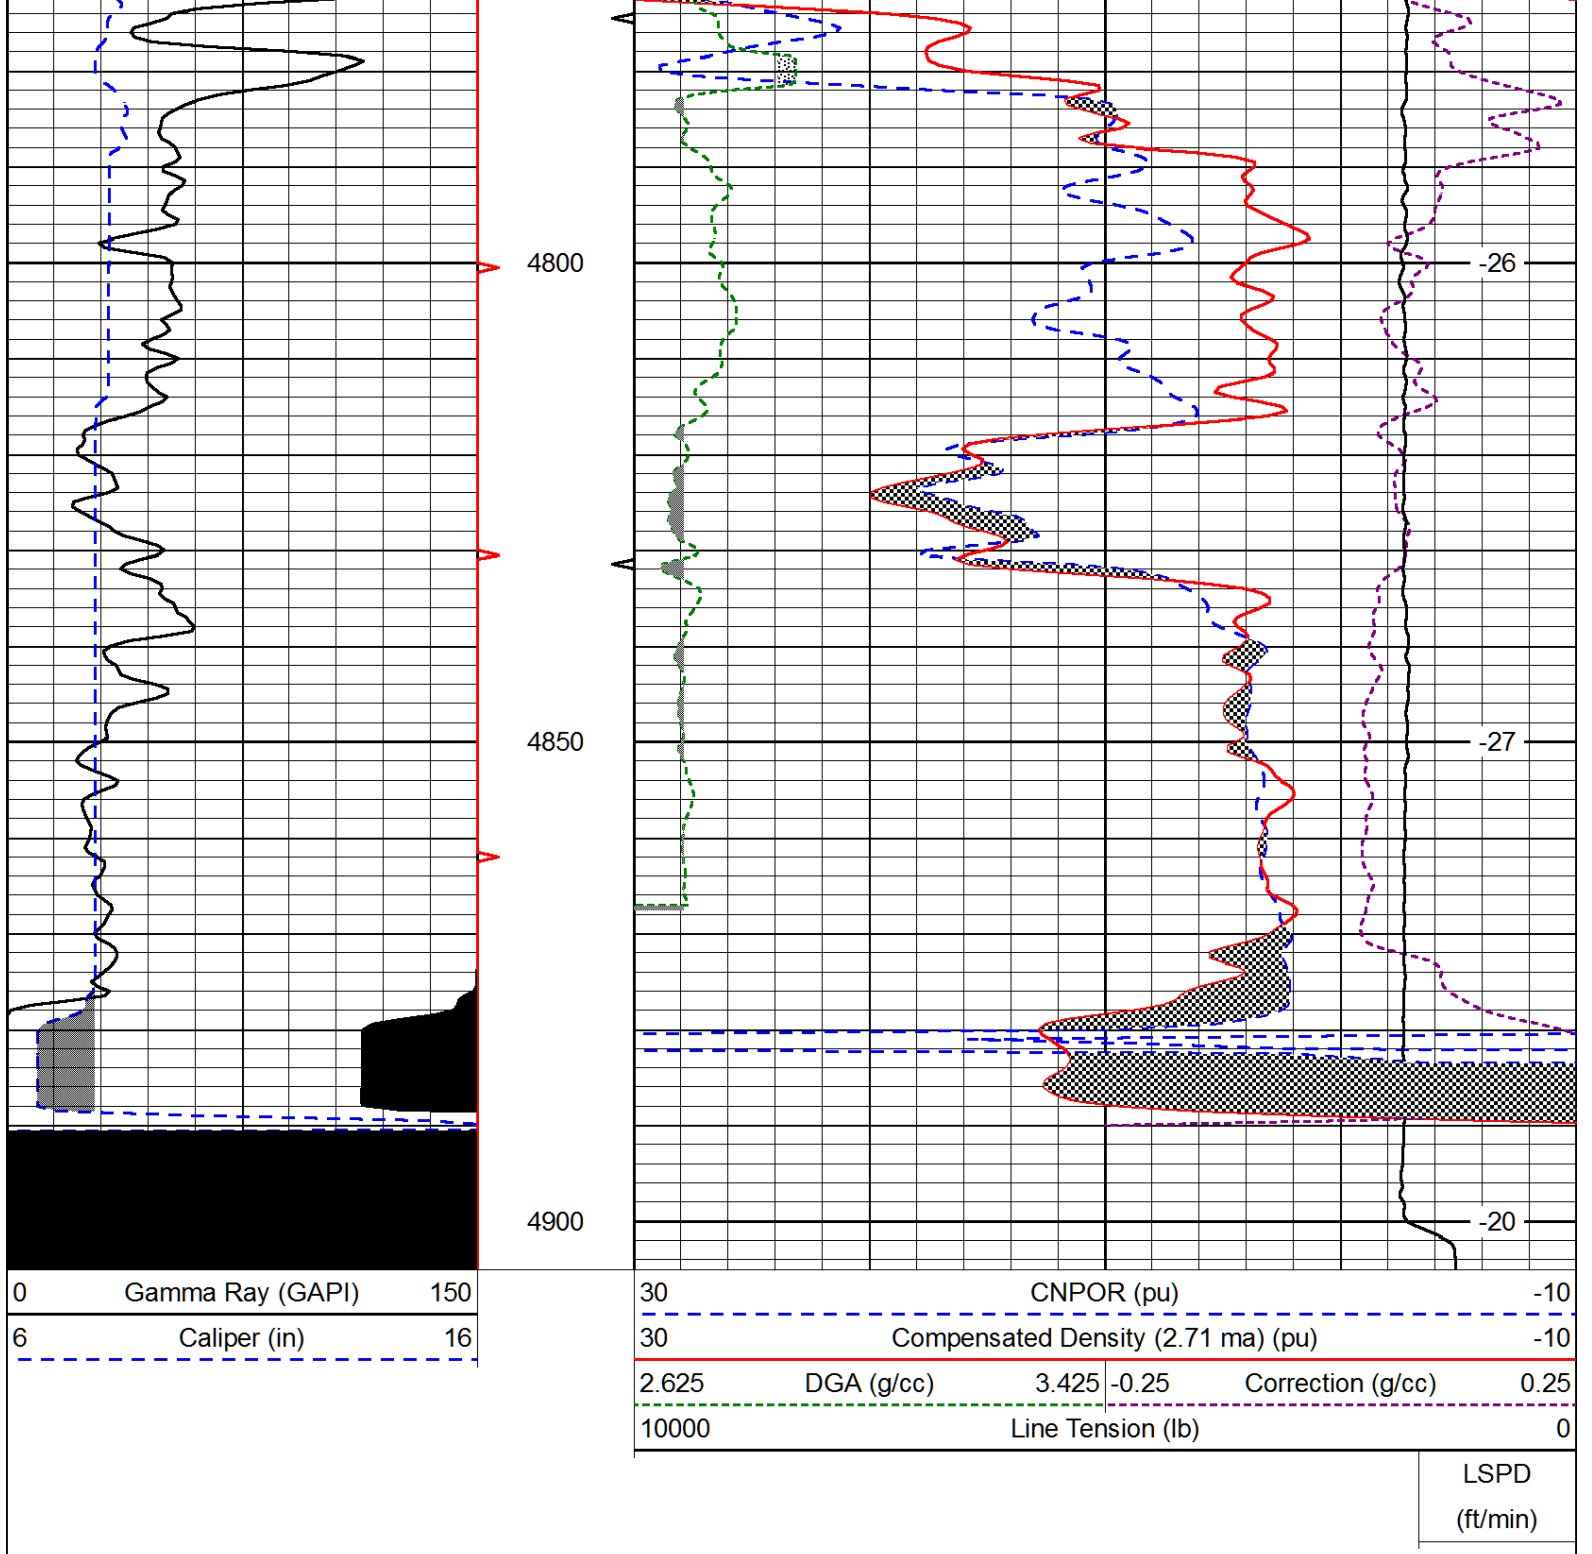 4800
-26
4850
-27
4900
-20
0 Gamma Ray (GAPI) 150
6 Caliper (in) 16
30 CNPOR (pu) -10
30 Compensated Density (2.71 ma) (pu) -10
2.625 DGA (g/cc) 3.425 -0.25 Correction (g/cc) 0.25
10000 Line Tension (lb) 0
LSPD
(ft/min)